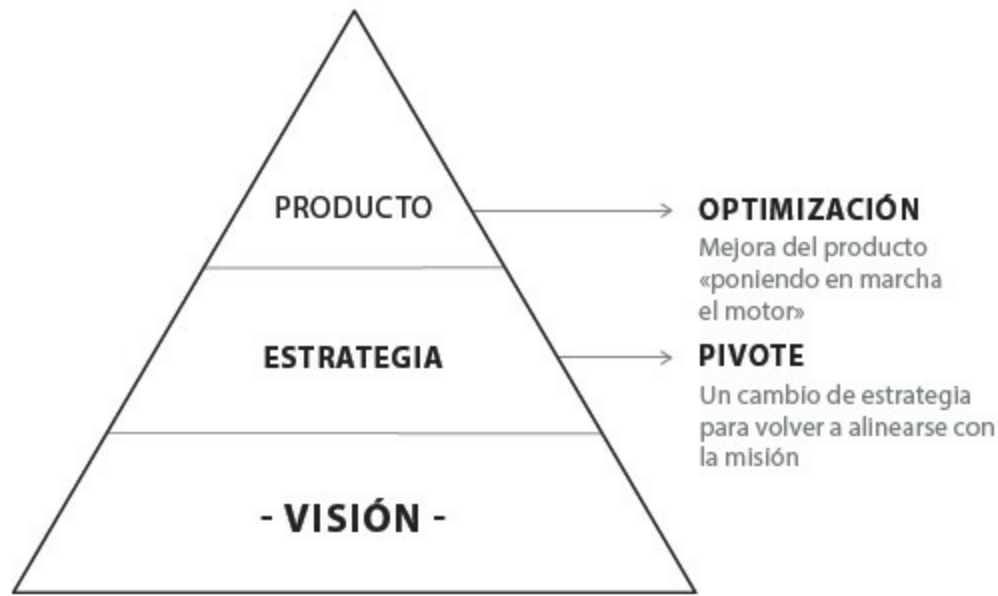 PRODUCTO
OPTIMIZACIÓN
Mejora del producto
«poniendo en marcha
el motor»
ESTRATEGIA
PIVOTE
Un cambio de estrategia
para volver a alinearse con
la misión
- VISIÓN -